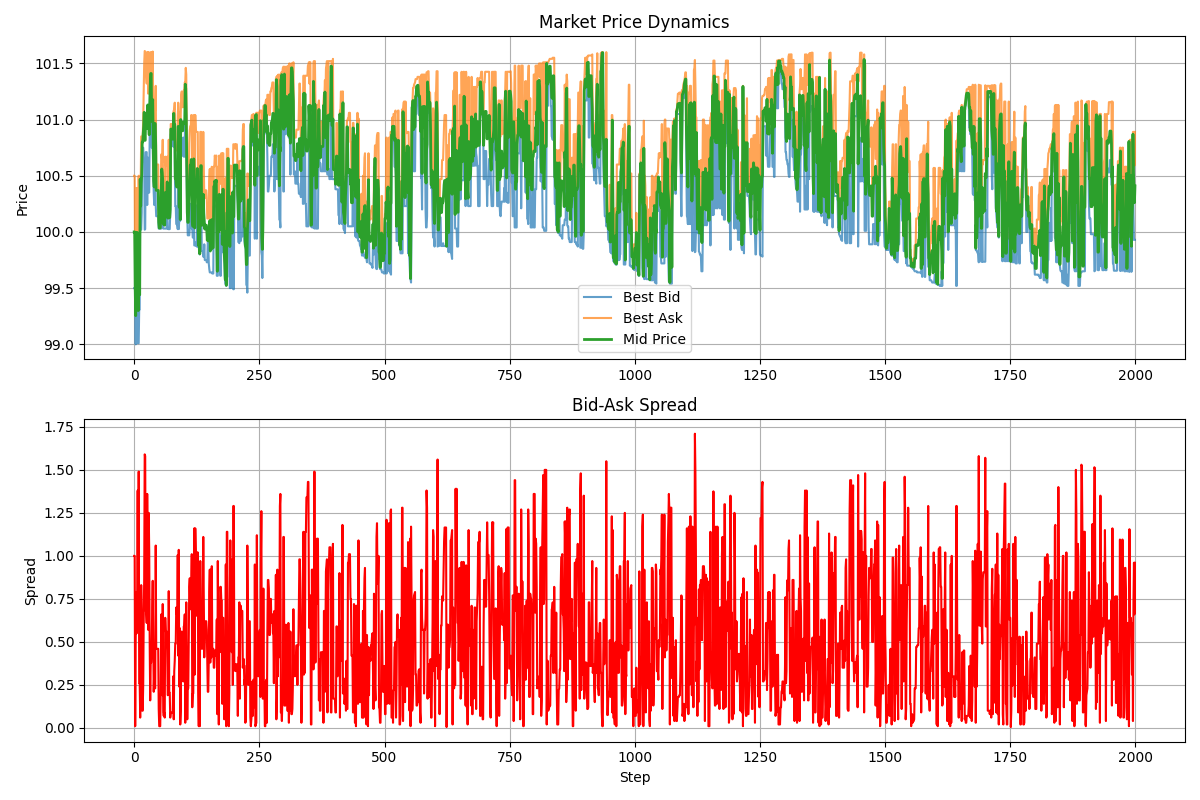 Market Price Dynamics
Price
101.5
101.0
100.5
100.0
99.5
99.0
Best Bid
Best Ask
Mid Price
0 250 500 750 1000 1250 1500 1750 2000
Bid-Ask Spread
Spread
1.75
1.50
1.25
1.00
0.75
0.50
0.25
0.00
0 250 500 750 1000 1250 1500 1750 2000
Step